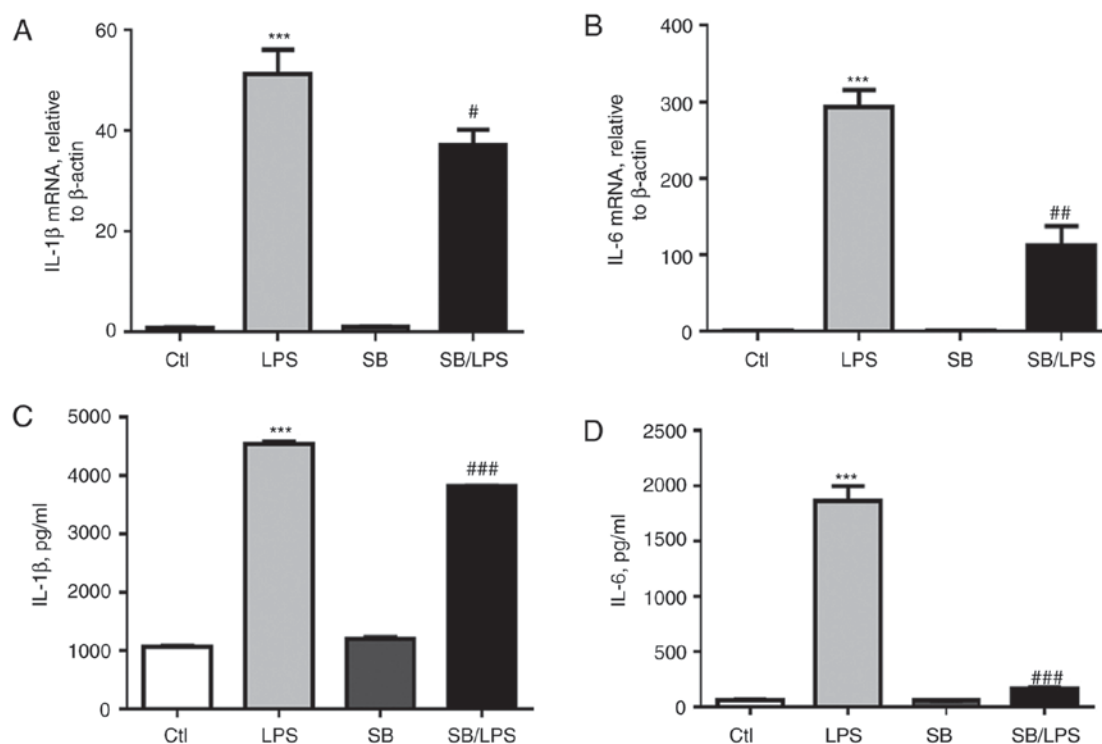 A
IL-1β mRNA, relative
to β-actin
60
40
20
0
***
#
Ctl
LPS
SB
SB/LPS
B
IL-6 mRNA, relative
to β-actin
400
300
200
100
0
***
##
Ctl
LPS
SB
SB/LPS
C
IL-1β, pg/ml
5000
4000
3000
2000
1000
0
***
###
Ctl
LPS
SB
SB/LPS
D
IL-6, pg/ml
2500
2000
1500
1000
500
0
***
###
Ctl
LPS
SB
SB/LPS